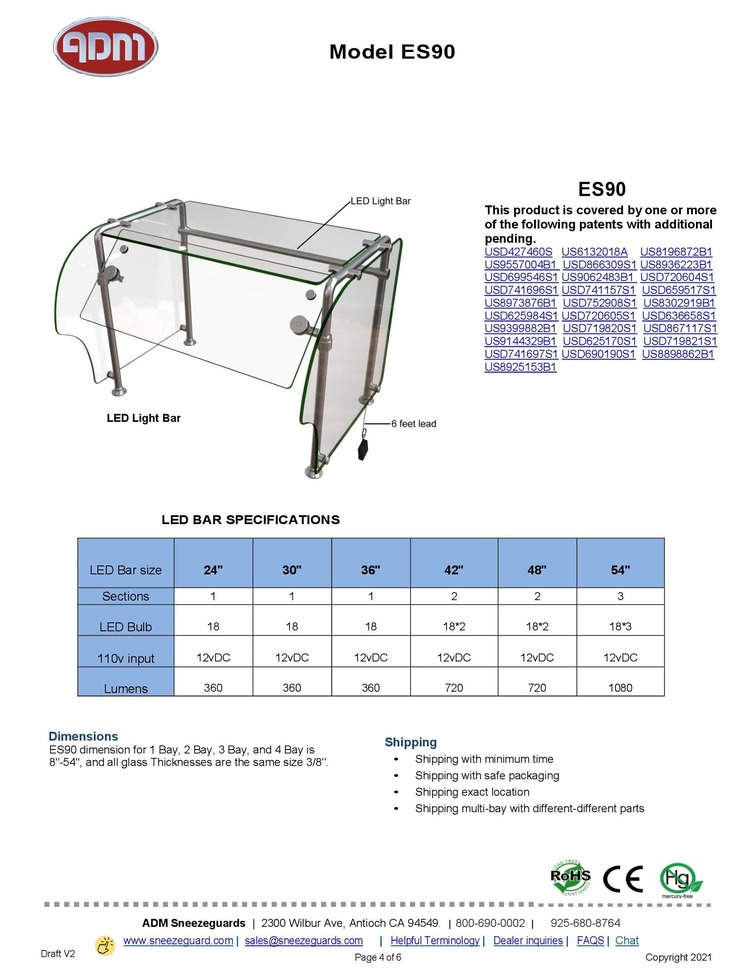 ADM
Model ES90
LED Light Bar
ES90
This product is covered by one or more
of the following patents with additional
pending.
USD427460S US6132018A US8196872B1
US9557004B1 USD866309S1 US8936223B1
USD699546S1 US9062483B1 USD720604S1
USD741696S1 USD741157S1 USD659517S1
US8973876B1 USD752908S1 US8302919B1
USD625984S1 USD720605S1 USD636658S1
US9399882B1 USD719820S1 USD867117S1
US9144329B1 USD625170S1 USD719821S1
USD741697S1 USD690190S1 US8898862B1
US8925153B1
LED Light Bar
6 feet lead
LED BAR SPECIFICATIONS
LED Bar size 24" 30" 36" 42" 48" 54"
Sections 1 1 1 2 2 3
LED Bulb 18 18 18 18*2 18*2 18*3
110v input 12vDC 12vDC 12vDC 12vDC 12vDC 12vDC
Lumens 360 360 360 720 720 1080
Dimensions
ES90 dimension for 1 Bay, 2 Bay, 3 Bay, and 4 Bay is
8"-54", and all glass Thicknesses are the same size 3/8".
Shipping
• Shipping with minimum time
• Shipping with safe packaging
• Shipping exact location
• Shipping multi-bay with different-different parts
RoHS
CE
Hg
mercury-free
ADM Sneezeguards | 2300 Wilbur Ave, Antioch CA 94549. | 800-690-0002 | 925-680-8764
www.sneezeguard.com | sales@sneezeguards.com | Helpful Terminology | Dealer inquiries | FAQS | Chat
Draft V2
Page 4 of 6
Copyright 2021